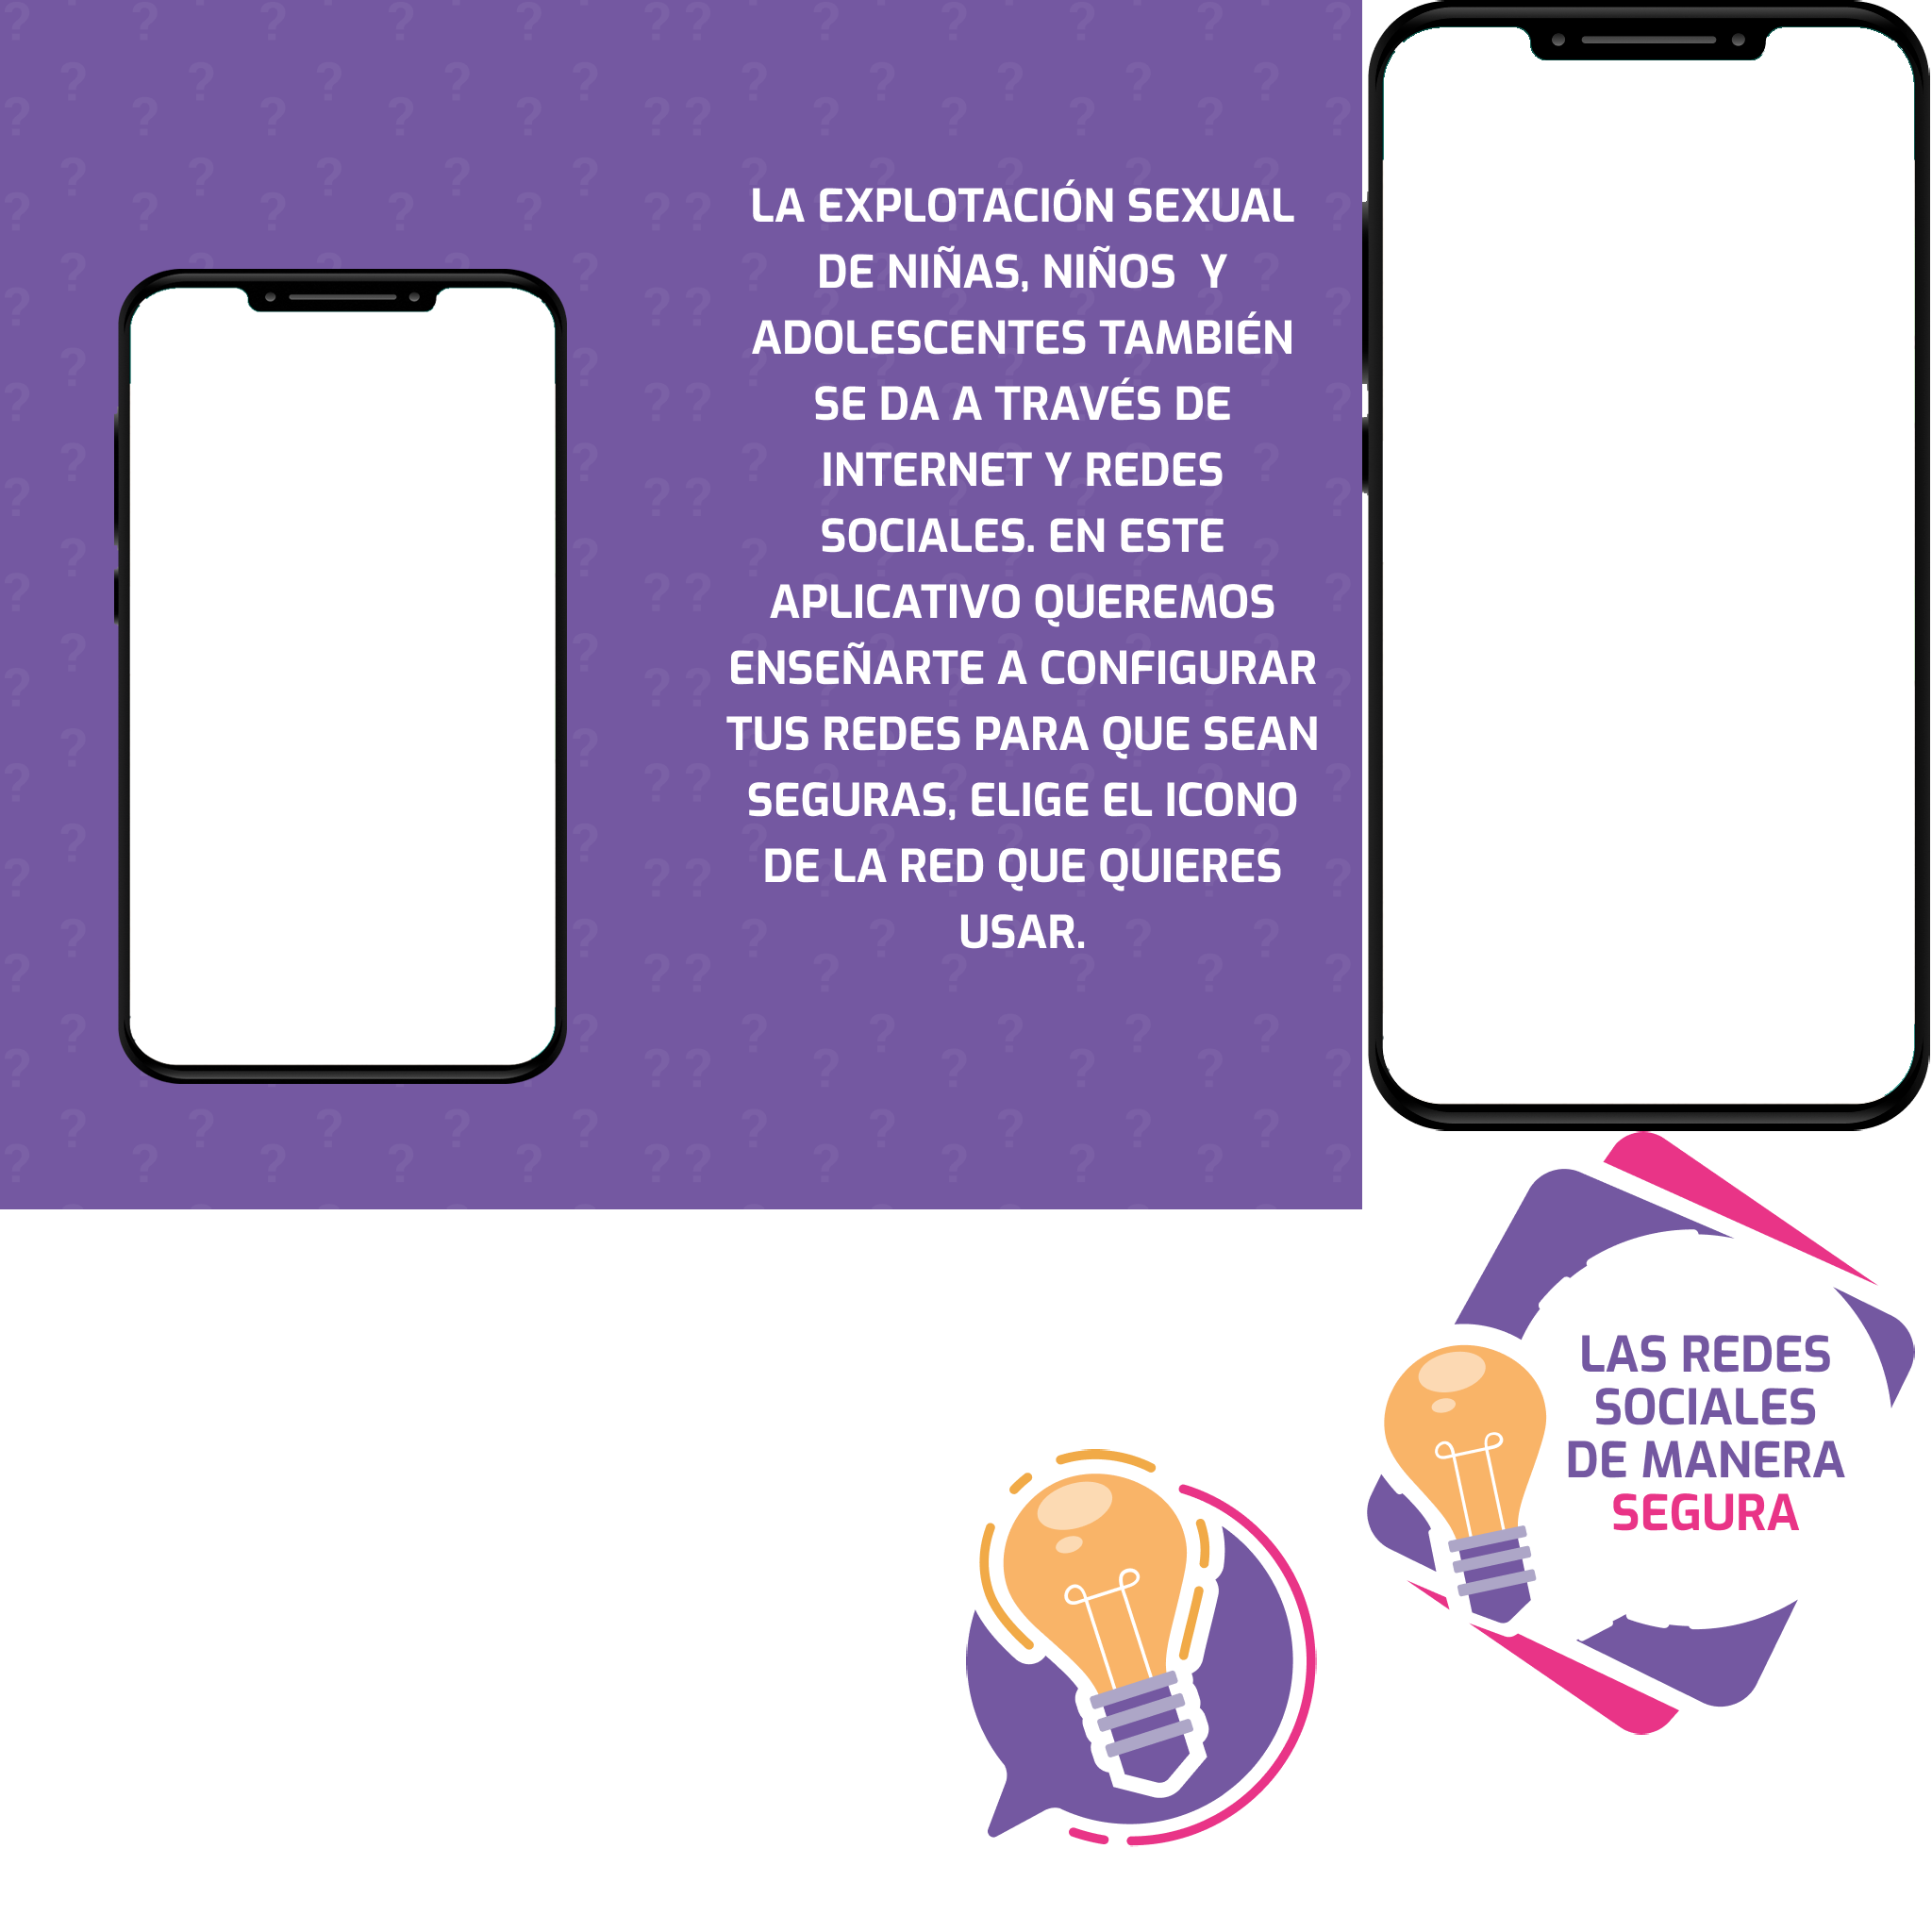 LA EXPLOTACIÓN SEXUAL
DE NIÑAS, NIÑOS  Y
ADOLESCENTES TAMBIÉN
SE DA A TRAVÉS DE
INTERNET Y REDES
SOCIALES. EN ESTE
APLICATIVO QUEREMOS
ENSEÑARTE A CONFIGURAR
TUS REDES PARA QUE SEAN
SEGURAS, ELIGE EL ICONO
DE LA RED QUE QUIERES
USAR.
LAS REDES
SOCIALES
DE MANERA
SEGURA